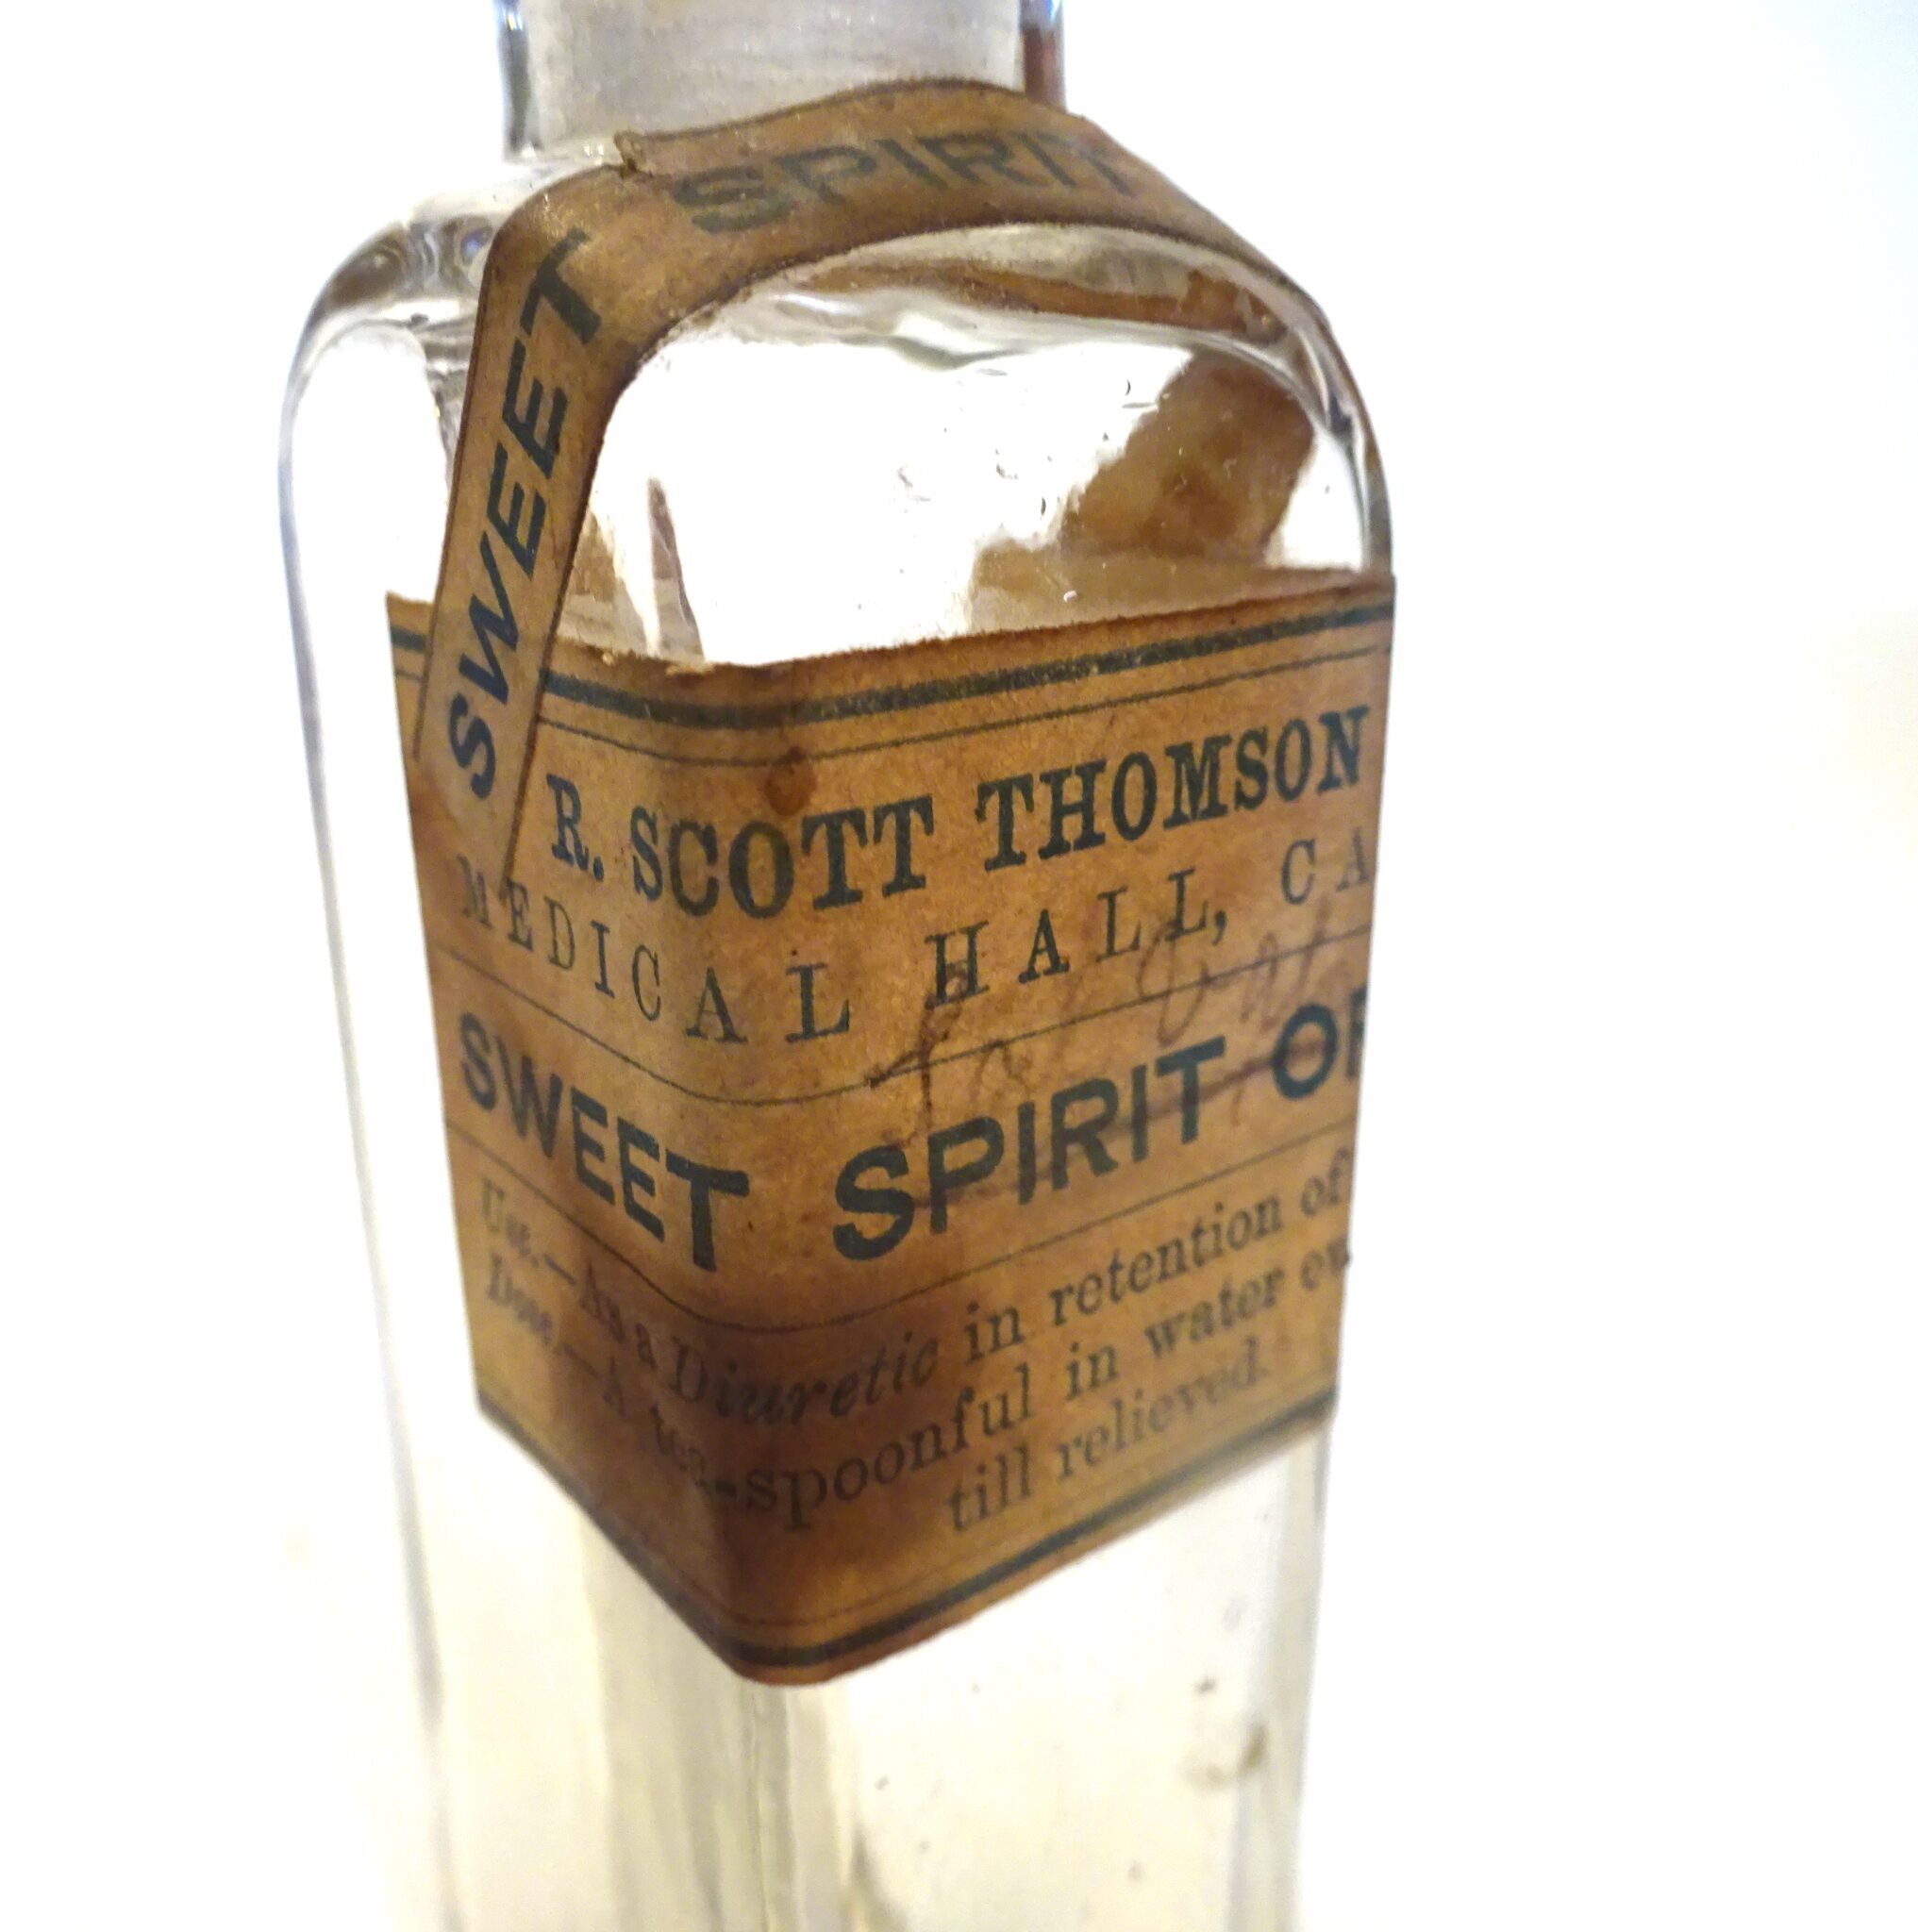 SWEET SPIRIT
R. SCOTT THOMSON
MEDICAL HALL, CA
SWEET SPIRIT OF
Use.—As a Diuretic in retention of
Dose.—A tea-spoonful in water ev
till relieved.